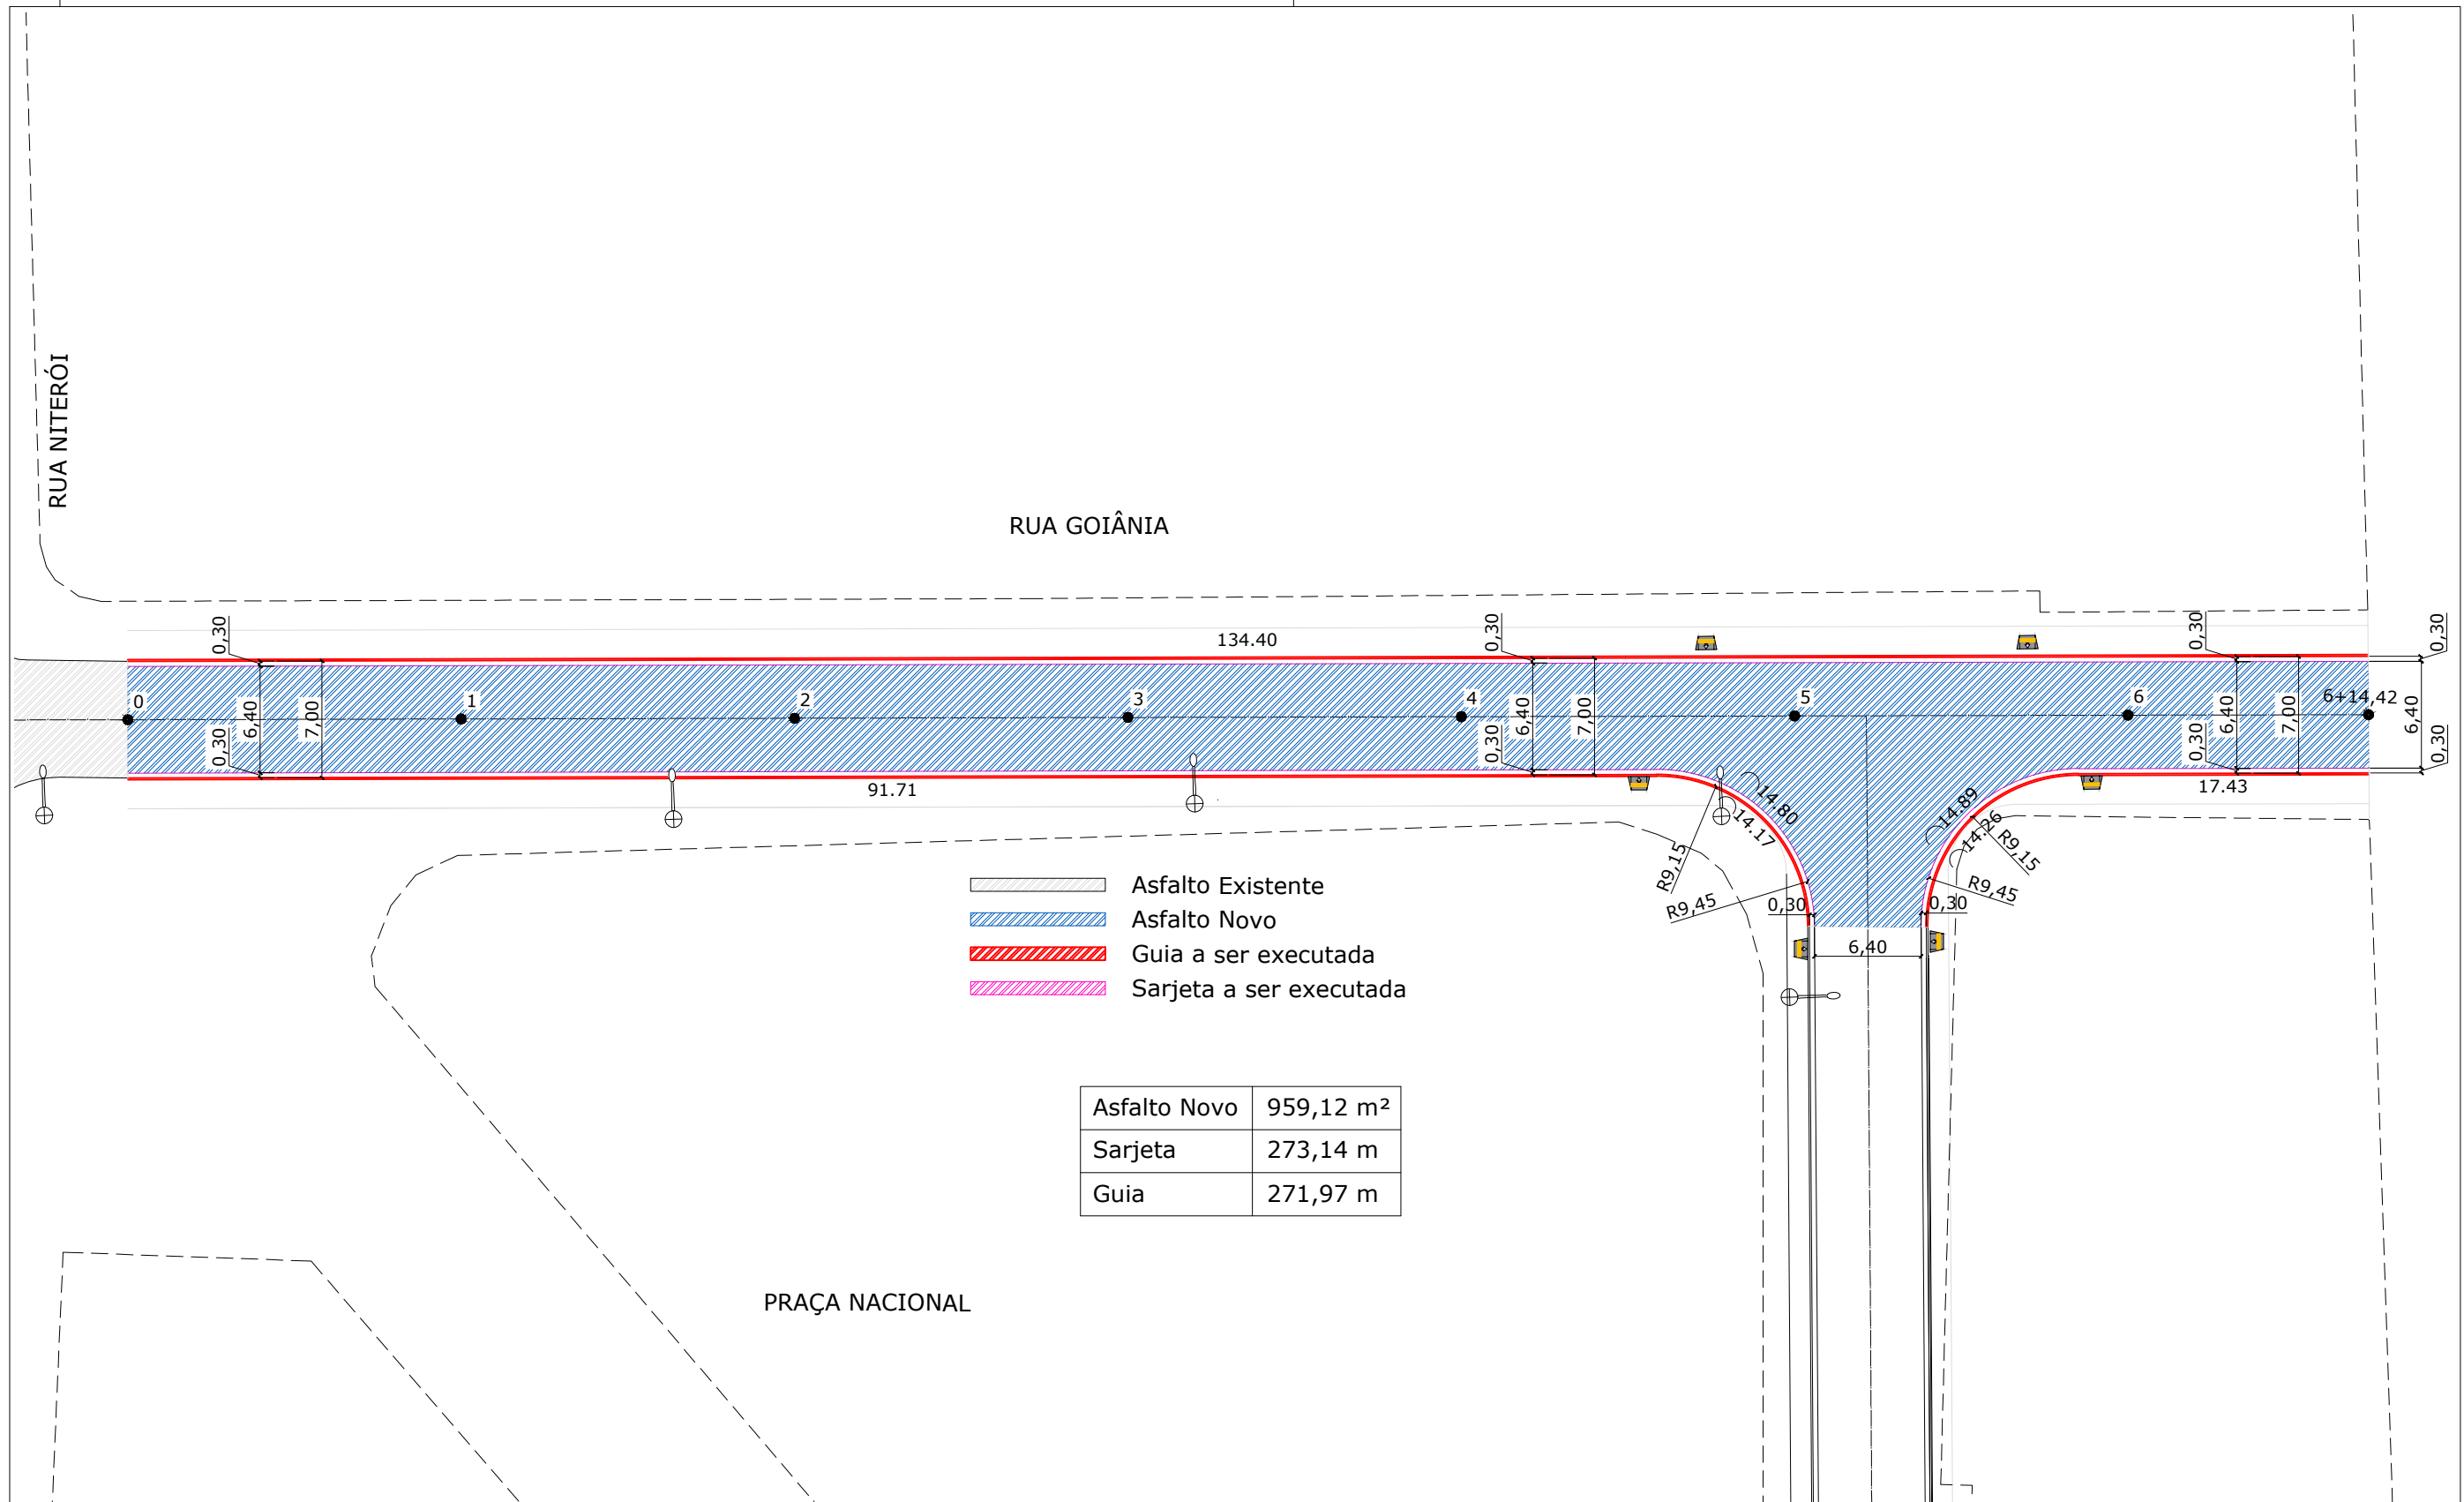 RUA NITERÓI
RUA GOIÂNIA
134.40
0,30
0,30
0,30
0,30
0
1
2
3
4
5
6
6+14,42
6,40
7,00
6,40
7,00
6,40
7,00
6,40
0,30
0,30
0,30
0,30
91.71
17.43
14.80
14.17
14.89
14.26
R9,15
R9,45
R9,15
R9,45
0,30
0,30
6,40
Asfalto Existente
Asfalto Novo
Guia a ser executada
Sarjeta a ser executada
Asfalto Novo 959,12 m²
Sarjeta 273,14 m
Guia 271,97 m
PRAÇA NACIONAL